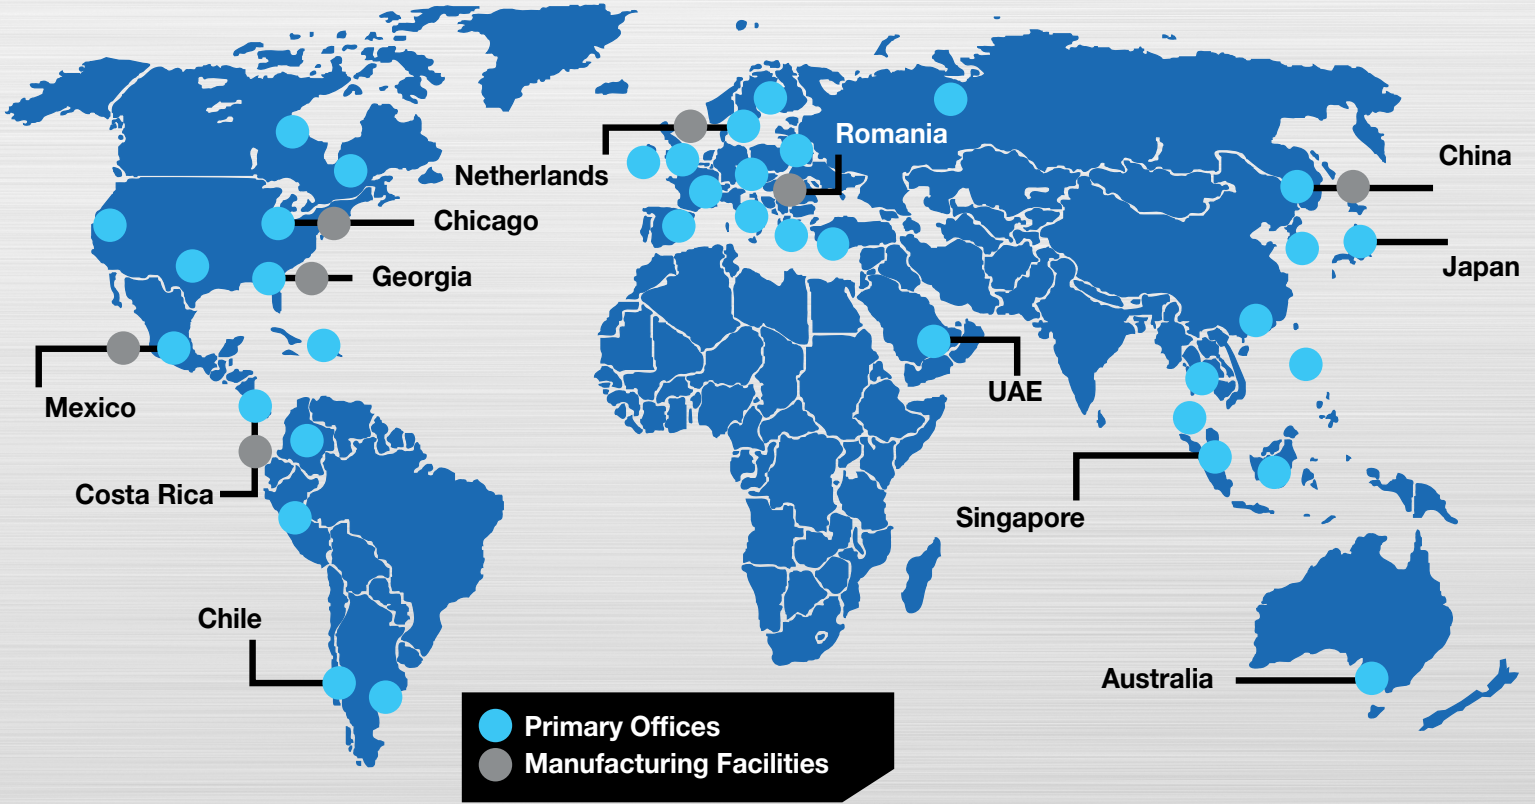 Romania
China
Netherlands
Chicago
Japan
Georgia
UAE
Mexico
Costa Rica
Singapore
Chile
Australia
Primary Offices
Manufacturing Facilities